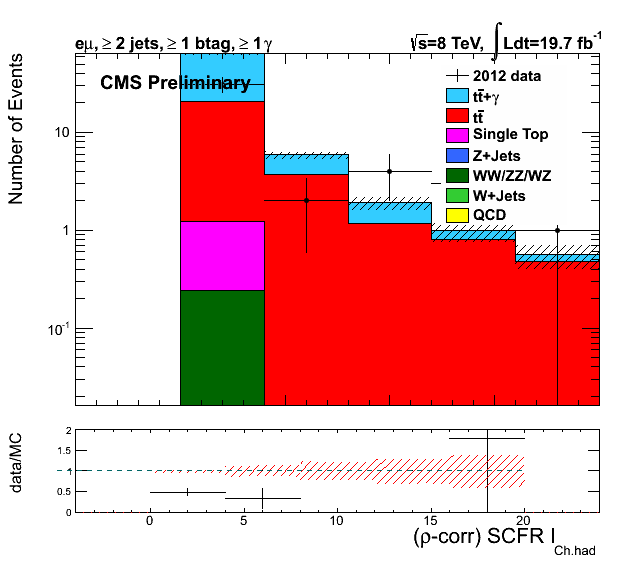 eμ, ≥ 2 jets, ≥ 1 btag, ≥ 1 γ
√s=8 TeV, ∫ Ldt=19.7 fb⁻¹
CMS Preliminary
2012 data
tt̄+γ
tt̄
Single Top
Z+Jets
WW/ZZ/WZ
W+Jets
QCD
Number of Events
10
1
10⁻¹
data/MC
2
1.5
1
0.5
0
0 5 10 15 20
(ρ-corr) SCFR I_Ch.had